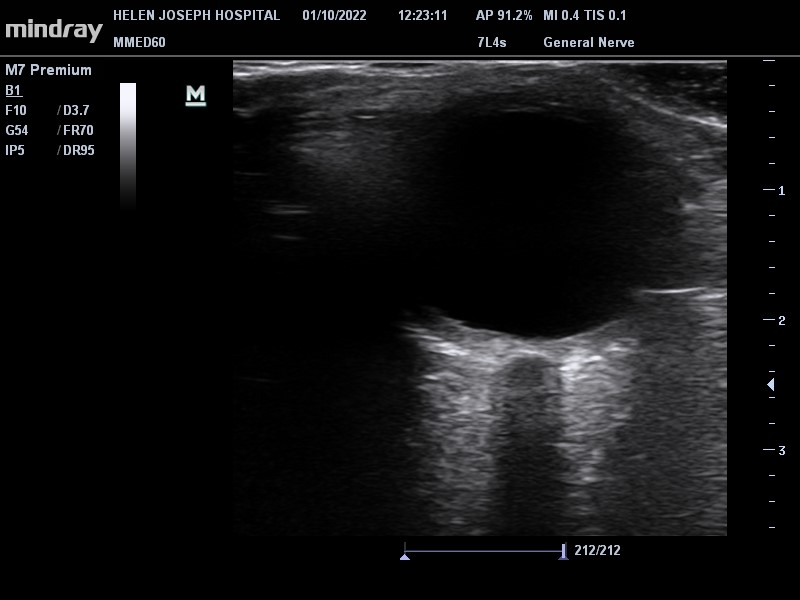 mindray
HELEN JOSEPH HOSPITAL 01/10/2022 12:23:11 AP 91.2% MI 0.4 TIS 0.1
MMED60 7L4s General Nerve
M7 Premium
B1
F10 / D3.7
G54 / FR70
IP5 / DR95
M
1
2
3
212/212